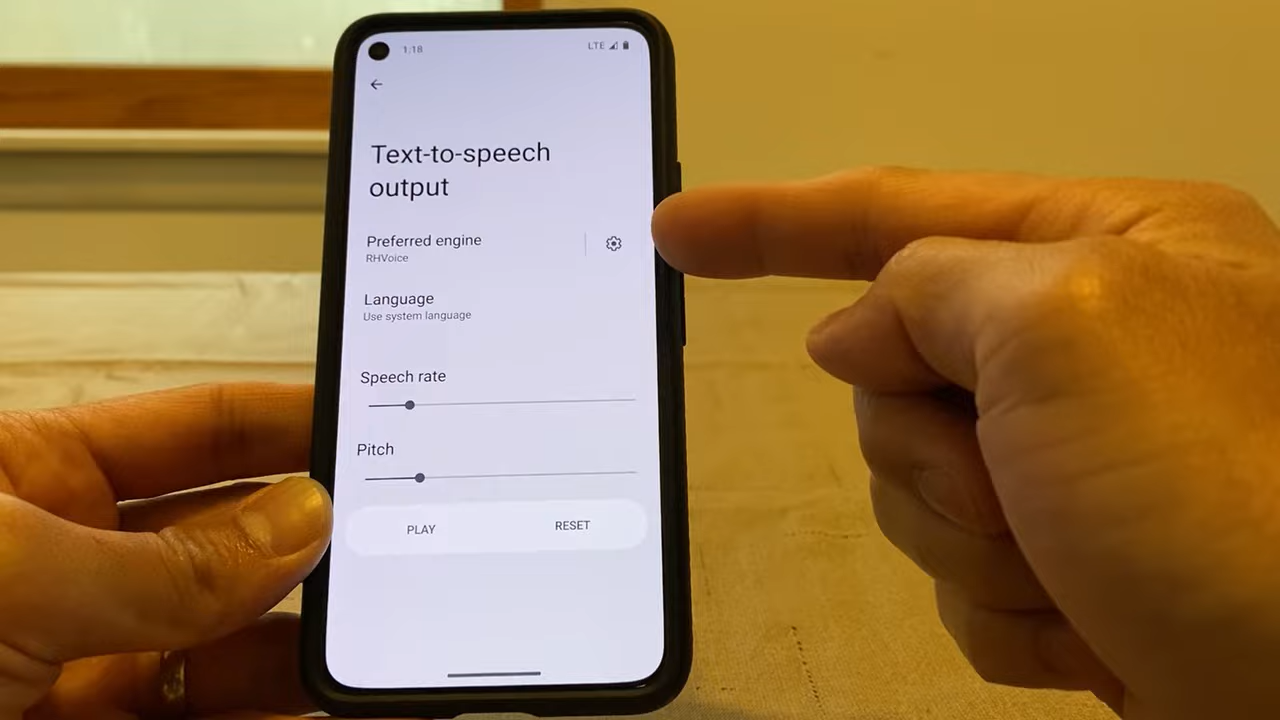 1:18
LTE
Text-to-speech
output
Preferred engine
RHVoice
Language
Use system language
Speech rate
Pitch
PLAY RESET